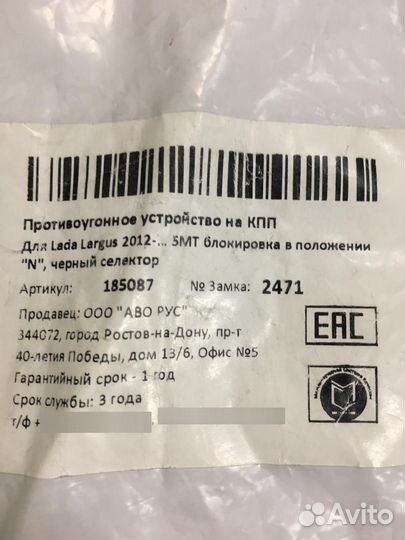 Противоугонное устройство на КПП
Для Lada Largus 2012-... 5МТ блокировка в положении
"N", черный селектор
Артикул: 185087 № Замка: 2471
Продавец: ООО "АВО РУС"
344072, город Ростов-на-Дону, пр-т
40-летия Победы, дом 13/6, Офис №5
Гарантийный срок - 1 год
Срок службы: 3 года
т/ф +
EAC
Avito